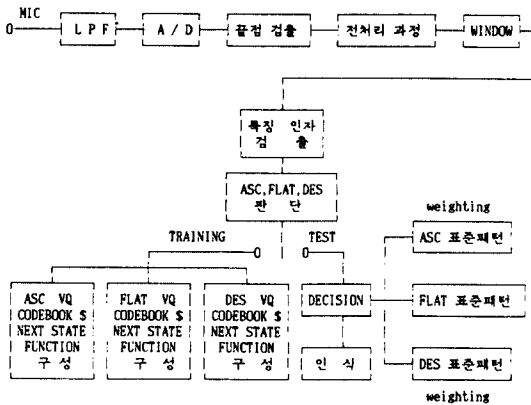 MIC
O
L P F
A / D
끝점 검출
전처리 과정
WINDOW
특징 인자
검 출
ASC,FLAT,DES
판 단
TRAINING
O
O
TEST
ASC VQ
CODEBOOK $
NEXT STATE
FUNCTION
구 성
FLAT VQ
CODEBOOK $
NEXT STATE
FUNCTION
구 성
DES VQ
CODEBOOK $
NEXT STATE
FUNCTION
구 성
DECISION
인 식
weighting
ASC 표준패턴
FLAT 표준패턴
DES 표준패턴
weighting